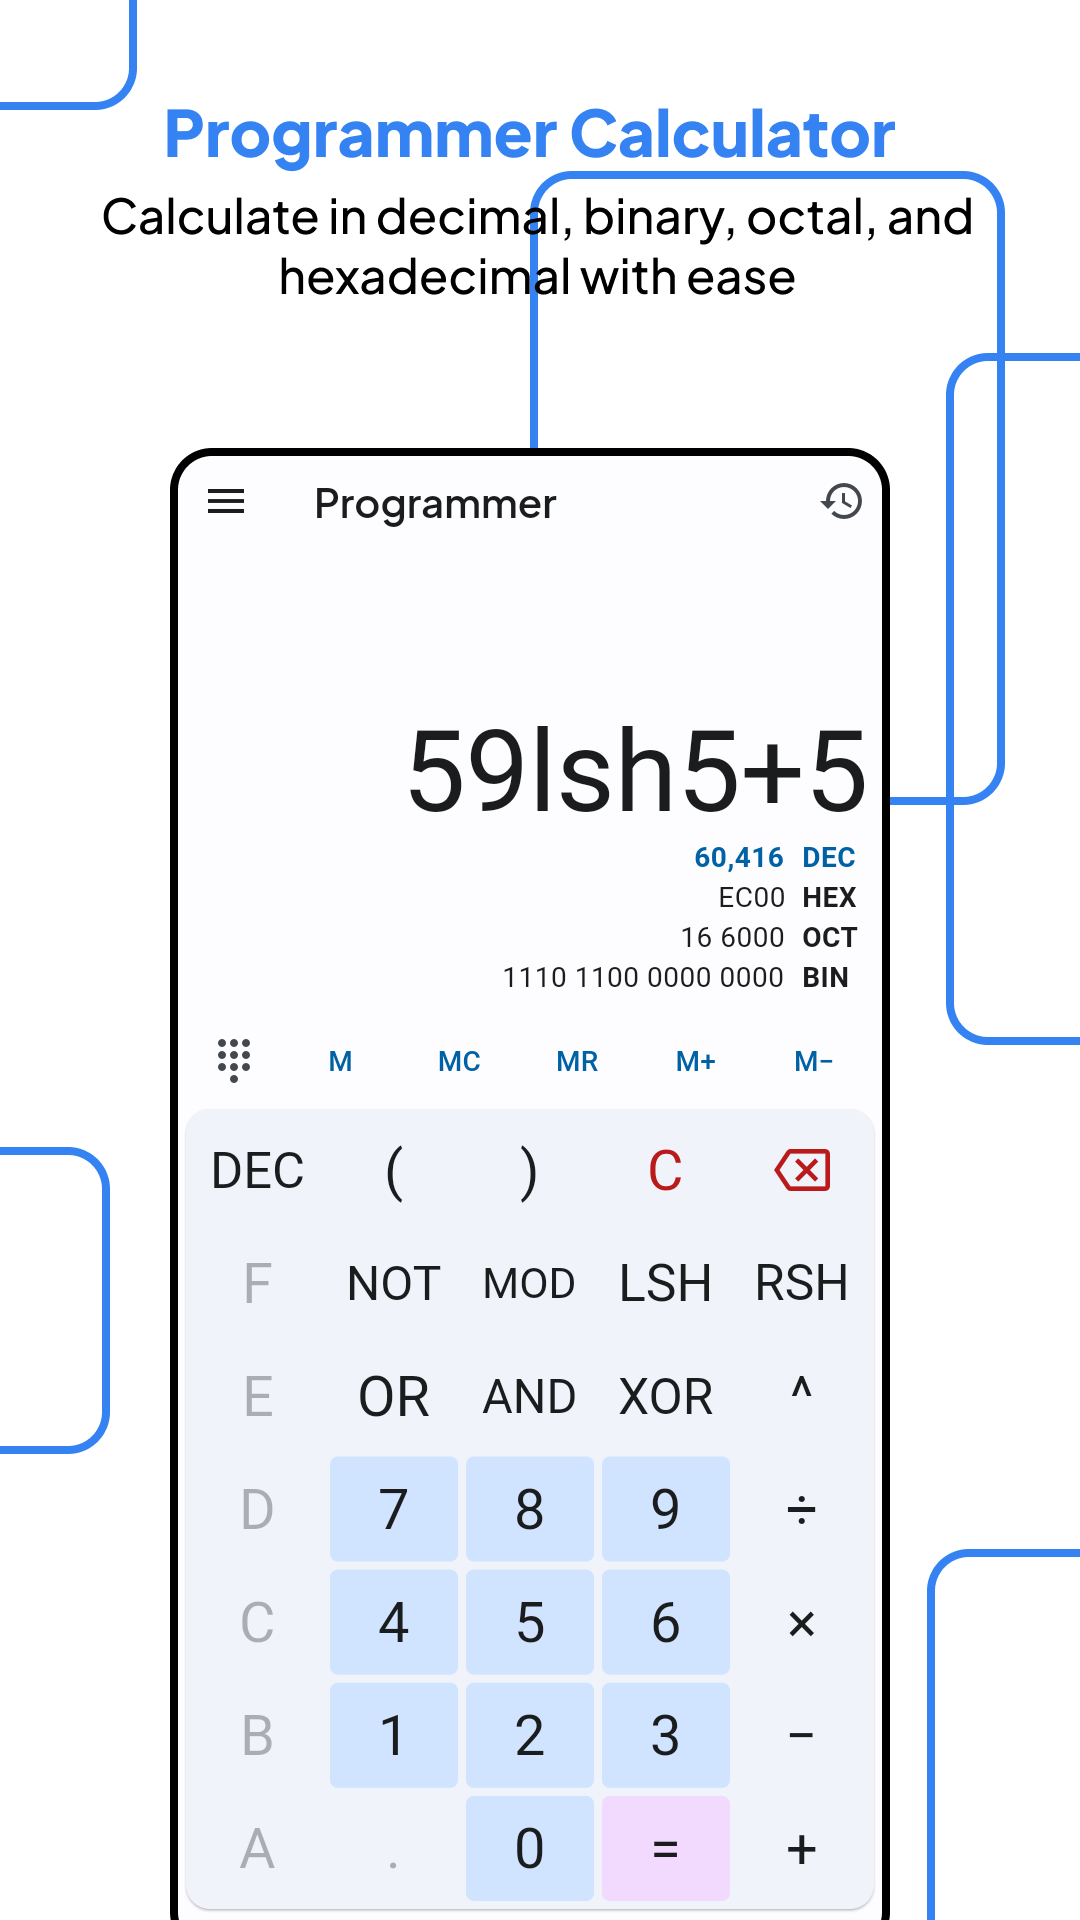 Programmer Calculator
Calculate in decimal, binary, octal, and
hexadecimal with ease
Programmer
59lsh5+5
60,416 DEC
EC00 HEX
16 6000 OCT
1110 1100 0000 0000 BIN
M MC MR M+ M−
DEC ( ) C
F NOT MOD LSH RSH
E OR AND XOR ^
D 7 8 9 ÷
C 4 5 6 ×
B 1 2 3 −
A . 0 = +